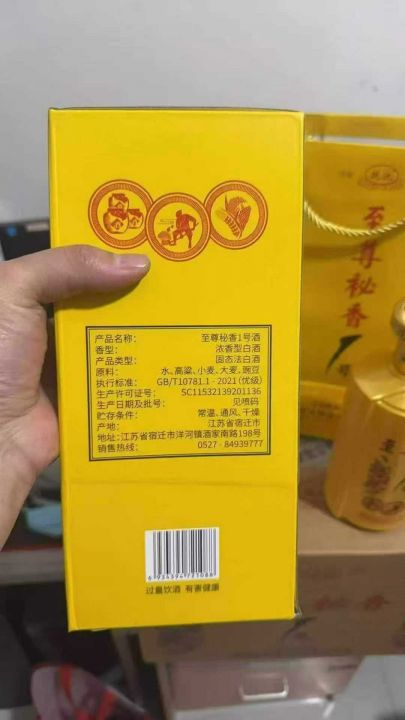 产品名称: 至尊秘香1号酒
香型: 浓香型白酒
产品类型: 固态法白酒
原料: 水、高粱、小麦、大麦、豌豆
执行标准: GB/T10781.1-2021(优级)
生产许可证号: SC11532139201136
生产日期及批号: 见喷码
贮存条件: 常温、通风、干燥
产地: 江苏省宿迁市
地址:江苏省宿迁市洋河镇酒家南路198号
销售热线: 0527-84939777
6 934394 771088
过量饮酒 有害健康
至尊秘香
1号